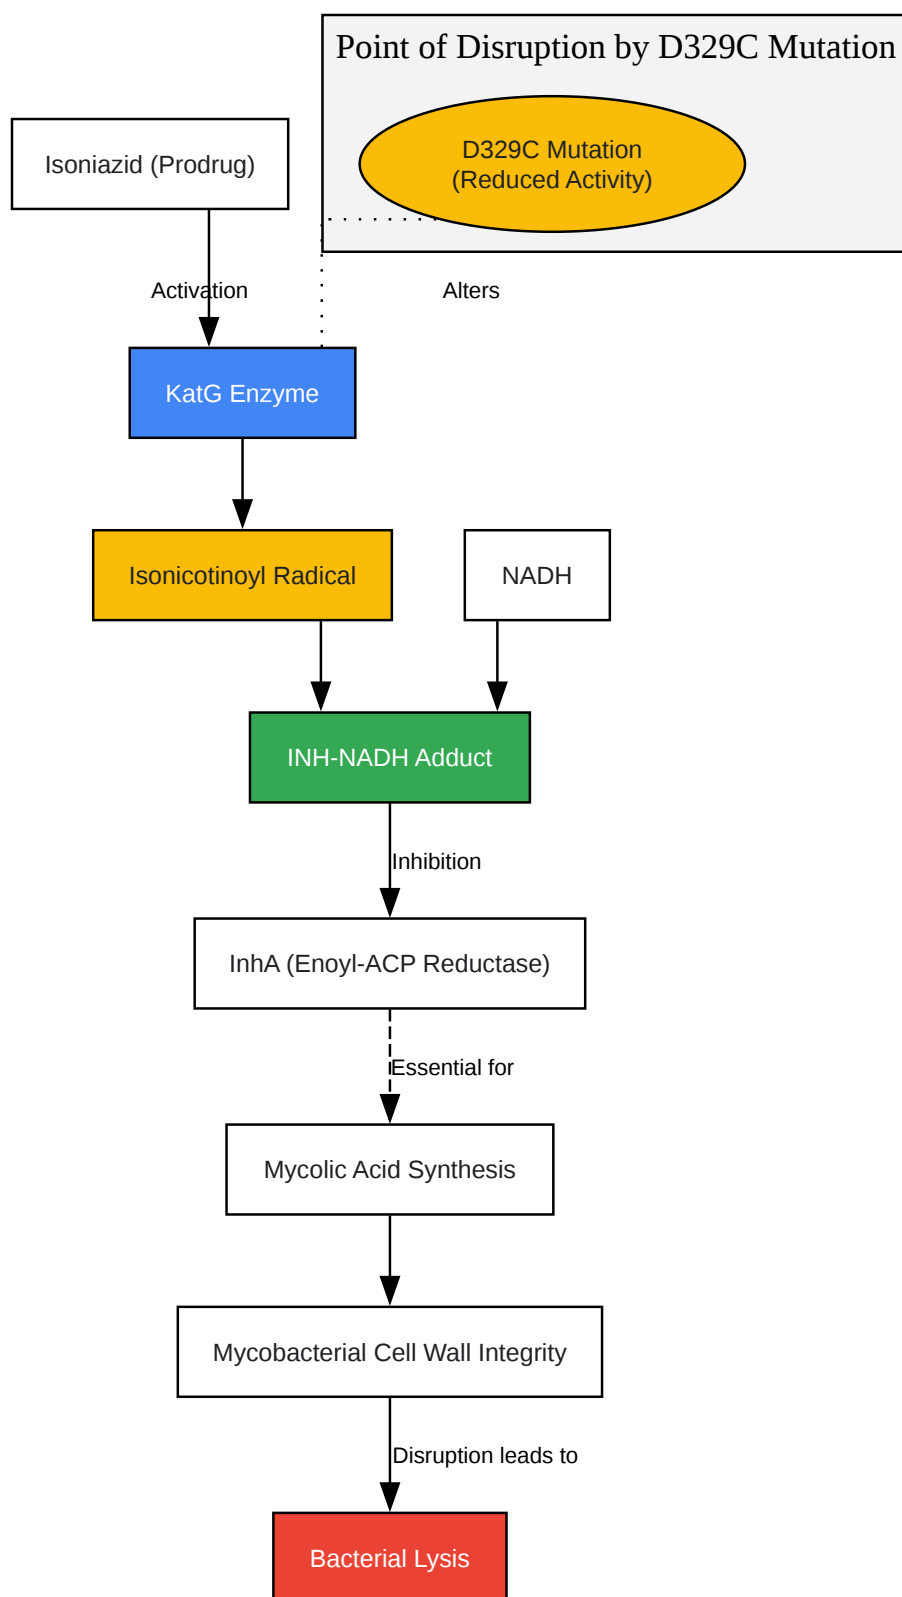 Point of Disruption by D329C Mutation
D329C Mutation
(Reduced Activity)
Isoniazid (Prodrug)
Activation
Alters
KatG Enzyme
Isonicotinoyl Radical
NADH
INH-NADH Adduct
Inhibition
InhA (Enoyl-ACP Reductase)
Essential for
Mycolic Acid Synthesis
Mycobacterial Cell Wall Integrity
Disruption leads to
Bacterial Lysis